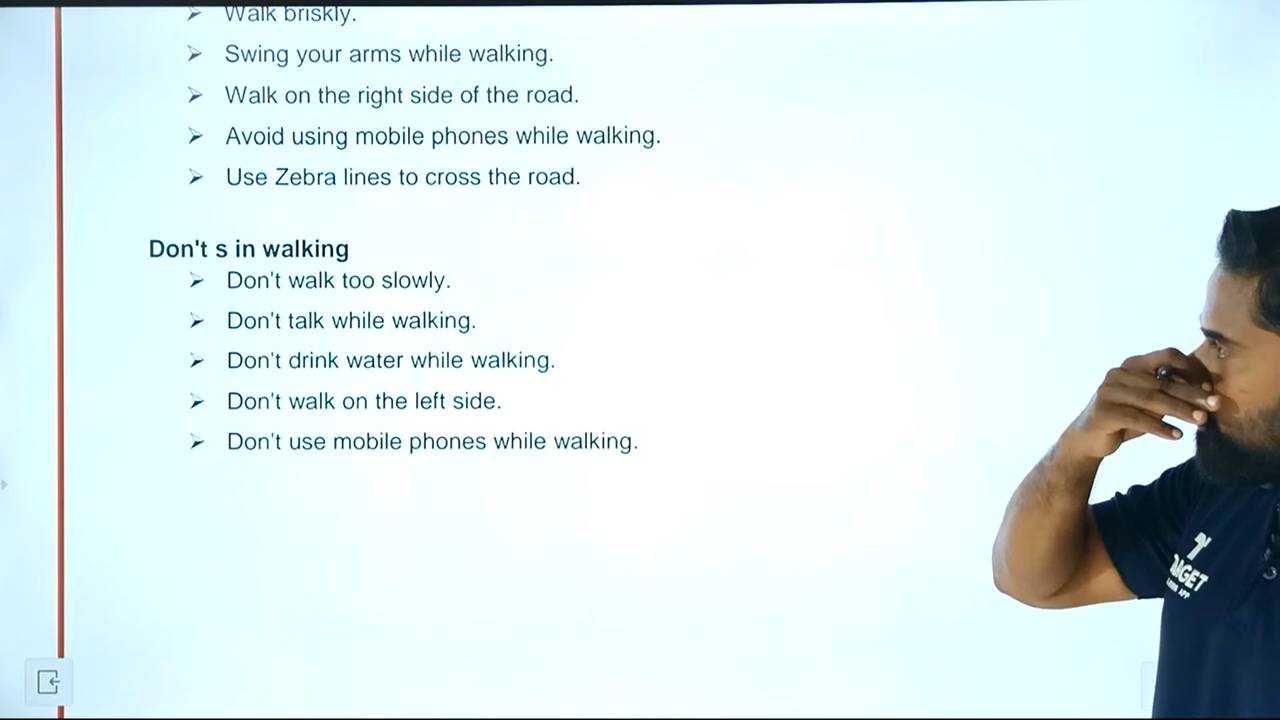 ➢ Walk briskly.
➢ Swing your arms while walking.
➢ Walk on the right side of the road.
➢ Avoid using mobile phones while walking.
➢ Use Zebra lines to cross the road.
Don't s in walking
➢ Don't walk too slowly.
➢ Don't talk while walking.
➢ Don't drink water while walking.
➢ Don't walk on the left side.
➢ Don't use mobile phones while walking.